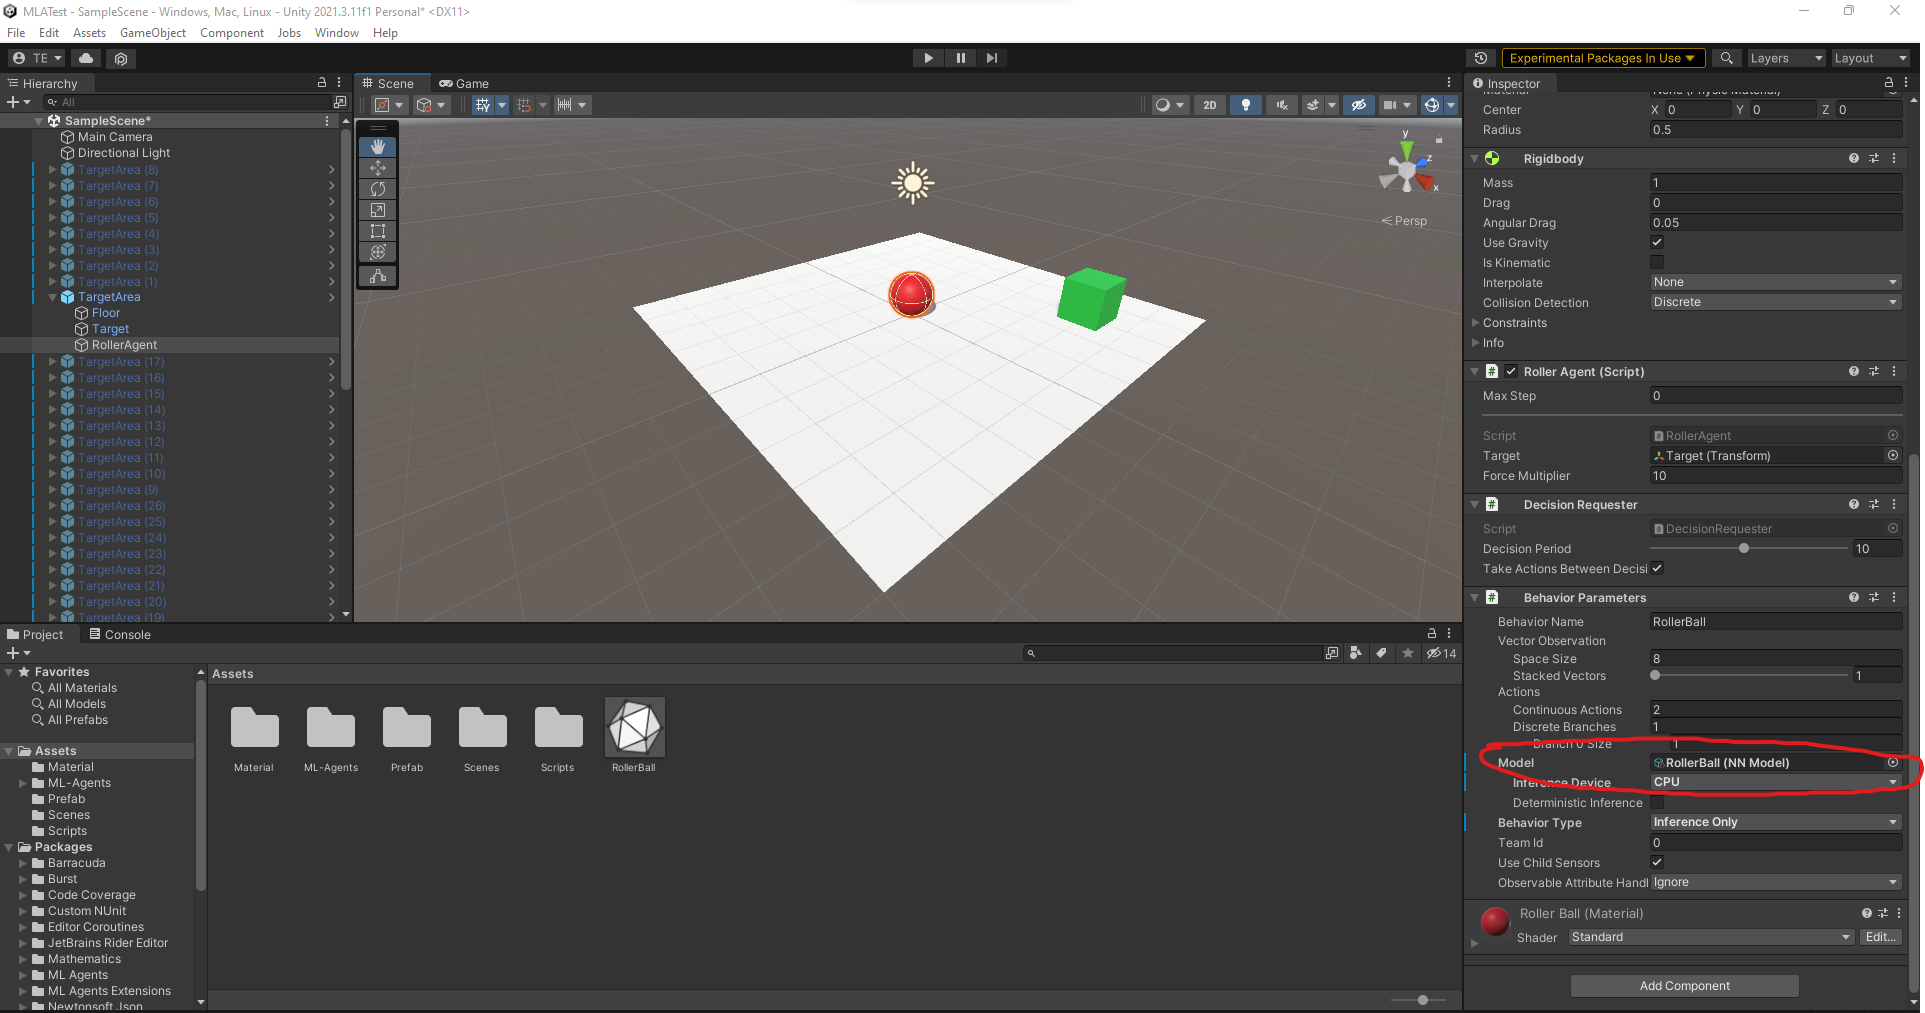 MLATest - SampleScene - Windows, Mac, Linux - Unity 2021.3.11f1 Personal* <DX11>
File Edit Assets GameObject Component Jobs Window Help
TE
Experimental Packages In Use
Layers
Layout
Hierarchy
All
SampleScene*
Main Camera
Directional Light
TargetArea (8)
TargetArea (7)
TargetArea (6)
TargetArea (5)
TargetArea (4)
TargetArea (3)
TargetArea (2)
TargetArea (1)
TargetArea
Floor
Target
RollerAgent
TargetArea (17)
TargetArea (16)
TargetArea (15)
TargetArea (14)
TargetArea (13)
TargetArea (12)
TargetArea (11)
TargetArea (10)
TargetArea (9)
TargetArea (26)
TargetArea (25)
TargetArea (24)
TargetArea (23)
TargetArea (22)
TargetArea (21)
TargetArea (20)
TargetArea (19)
Scene Game
2D
y
z
x
Persp
Project Console
14
Favorites
All Materials
All Models
All Prefabs
Assets
Material
ML-Agents
Prefab
Scenes
Scripts
Packages
Barracuda
Burst
Code Coverage
Custom NUnit
Editor Coroutines
JetBrains Rider Editor
Mathematics
ML Agents
ML Agents Extensions
Newtonsoft Json
Assets
Material ML-Agents Prefab Scenes Scripts RollerBall
Inspector
Material None (Physic Material)
Center X 0 Y 0 Z 0
Radius 0.5
Rigidbody
Mass 1
Drag 0
Angular Drag 0.05
Use Gravity
Is Kinematic
Interpolate None
Collision Detection Discrete
Constraints
Info
# Roller Agent (Script)
Max Step 0
Script RollerAgent
Target Target (Transform)
Force Multiplier 10
# Decision Requester
Script DecisionRequester
Decision Period 10
Take Actions Between Decisi
# Behavior Parameters
Behavior Name RollerBall
Vector Observation
Space Size 8
Stacked Vectors 1
Actions
Continuous Actions 2
Discrete Branches 1
Branch 0 Size 1
Model RollerBall (NN Model)
Inference Device CPU
Deterministic Inference
Behavior Type Inference Only
Team Id 0
Use Child Sensors
Observable Attribute Handl Ignore
Roller Ball (Material)
Shader Standard Edit...
Add Component